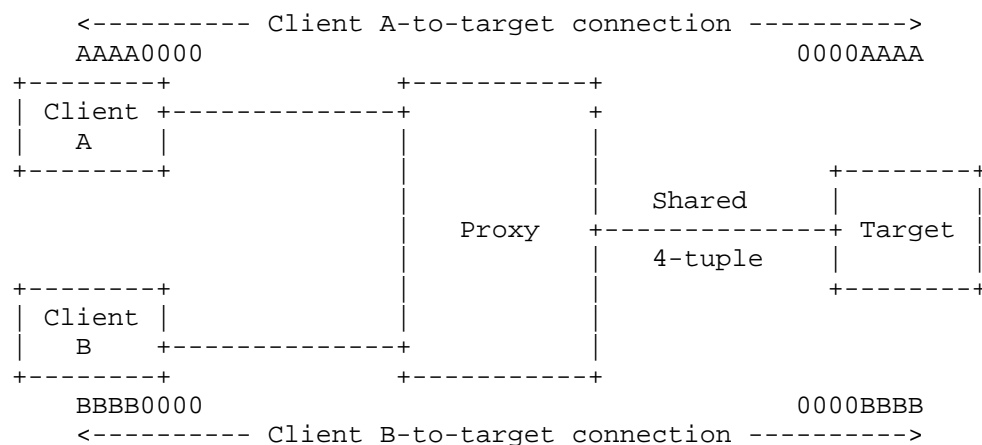 <---------- Client A-to-target connection ---------->
AAAA0000 0000AAAA
Client
A
Shared
Proxy Target
4-tuple
Client
B
BBBB0000 0000BBBB
<---------- Client B-to-target connection ---------->